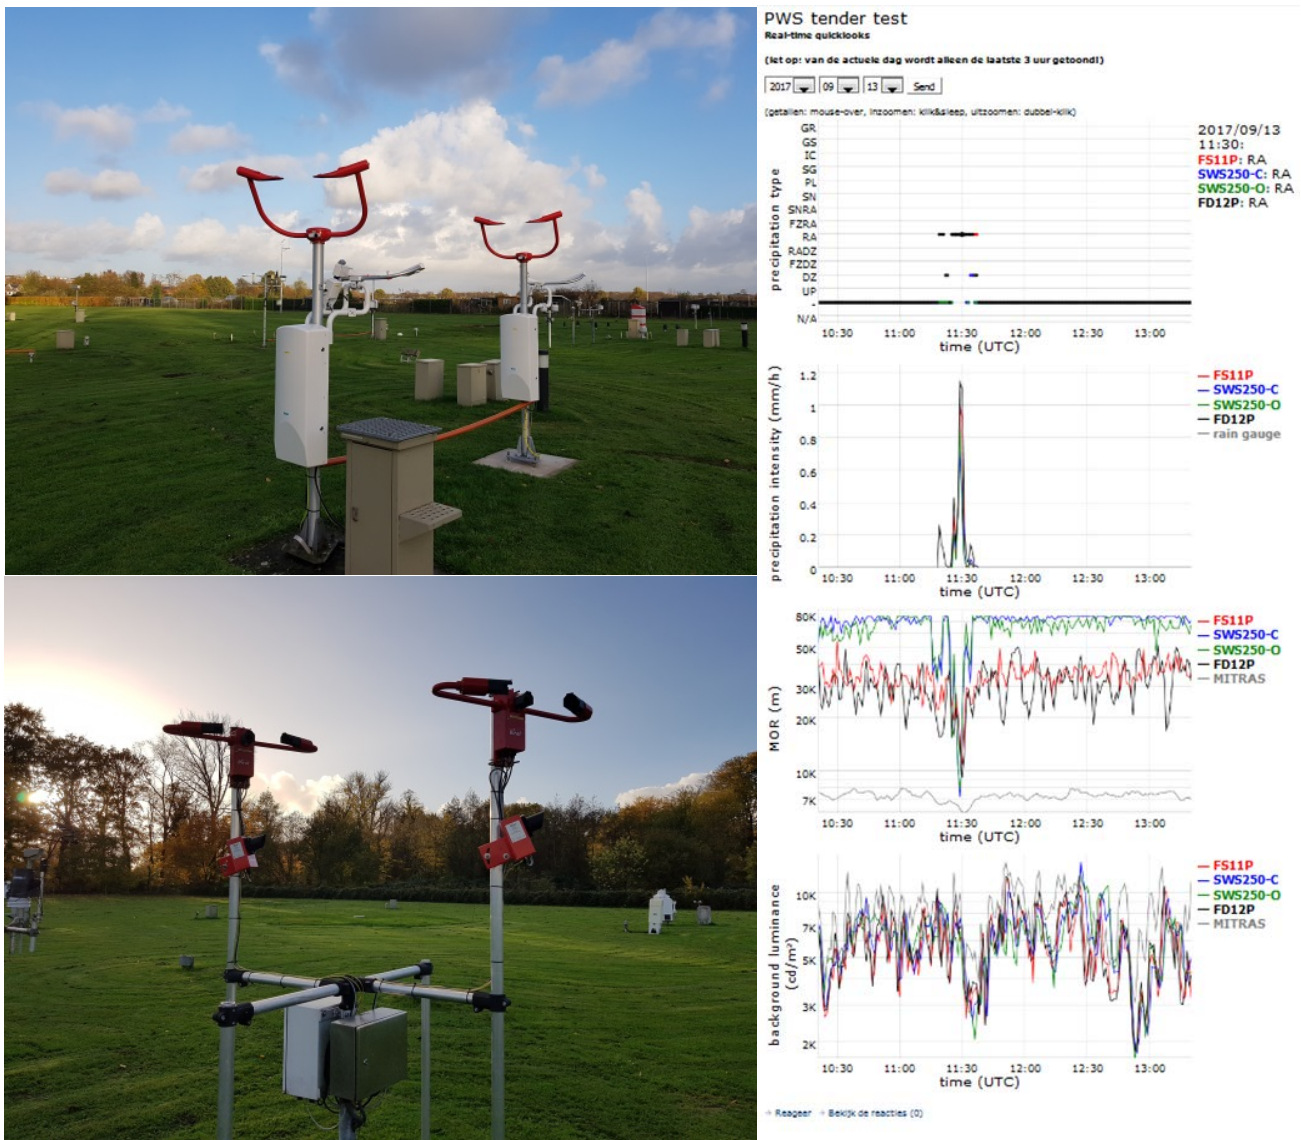 PWS tender test
Real-time quicklooks
(let op: van de actuele dag wordt alleen de laatste 3 uur getoond!)
2017 09 13 Send
(getallen: mouse-over, inzoomen: klik&sleep, uitzoomen: dubbel-klik)
precipitation type
GR
GS
IC
SG
PL
SN
SNRA
FZRA
RA
RADZ
FZDZ
DZ
UP
-
N/A
10:30 11:00 11:30 12:00 12:30 13:00
time (UTC)
2017/09/13
11:30:
FS11P: RA
SWS250-C: RA
SWS250-O: RA
FD12P: RA
precipitation intensity (mm/h)
1.2
1
0.8
0.6
0.4
0.2
0
10:30 11:00 11:30 12:00 12:30 13:00
time (UTC)
FS11P
SWS250-C
SWS250-O
FD12P
rain gauge
MOR (m)
80K
50K
30K
20K
10K
7K
10:30 11:00 11:30 12:00 12:30 13:00
time (UTC)
FS11P
SWS250-C
SWS250-O
FD12P
MITRAS
background luminance
(cd/m²)
10K
7K
5K
3K
2K
10:30 11:00 11:30 12:00 12:30 13:00
time (UTC)
FS11P
SWS250-C
SWS250-O
FD12P
MITRAS
Reageer Bekijk de reacties (0)